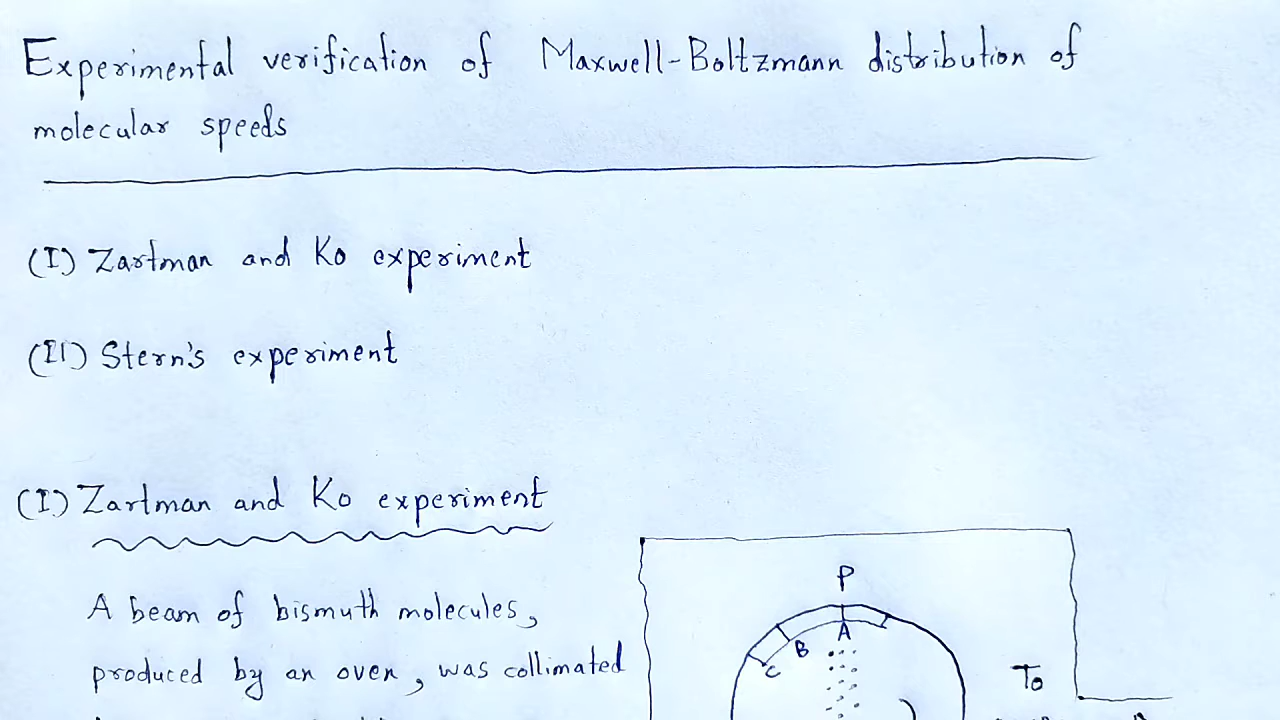 Experimental verification of Maxwell-Boltzmann distribution of
molecular speeds
(I) Zartman and Ko experiment
(II) Stern's experiment
(I) Zartman and Ko experiment
A beam of bismuth molecules,
produced by an oven, was collimated
P
A
B
C
To